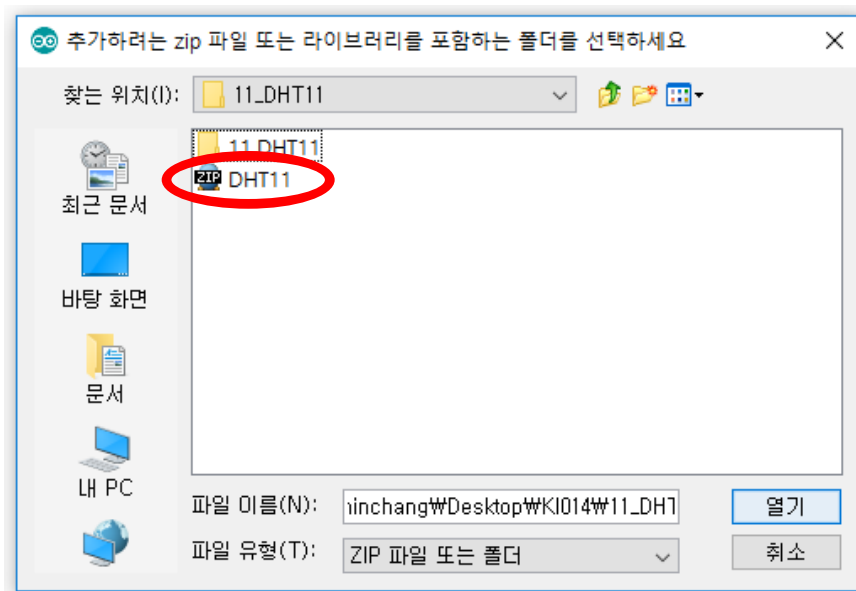 추가하려는 zip 파일 또는 라이브러리를 포함하는 폴더를 선택하세요
찾는 위치(I): 11_DHT11
11_DHT11
ZIP DHT11
최근 문서
바탕 화면
문서
내 PC
파일 이름(N): ninchang₩Desktop₩KI014₩11_DHT
열기
파일 유형(T): ZIP 파일 또는 폴더
취소